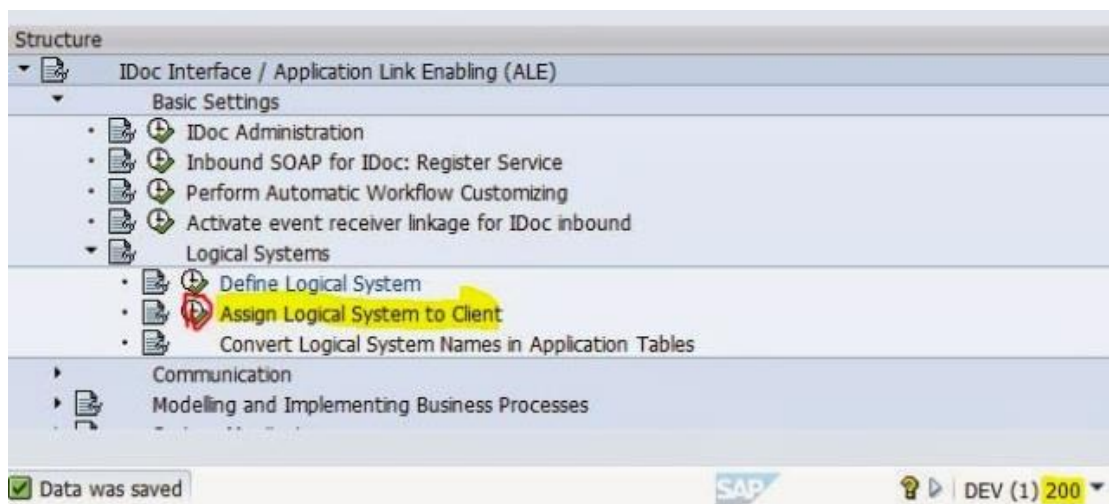 Structure
IDoc Interface / Application Link Enabling (ALE)
Basic Settings
IDoc Administration
Inbound SOAP for IDoc: Register Service
Perform Automatic Workflow Customizing
Activate event receiver linkage for IDoc inbound
Logical Systems
Define Logical System
Assign Logical System to Client
Convert Logical System Names in Application Tables
Communication
Modelling and Implementing Business Processes
Data was saved SAP DEV (1) 200